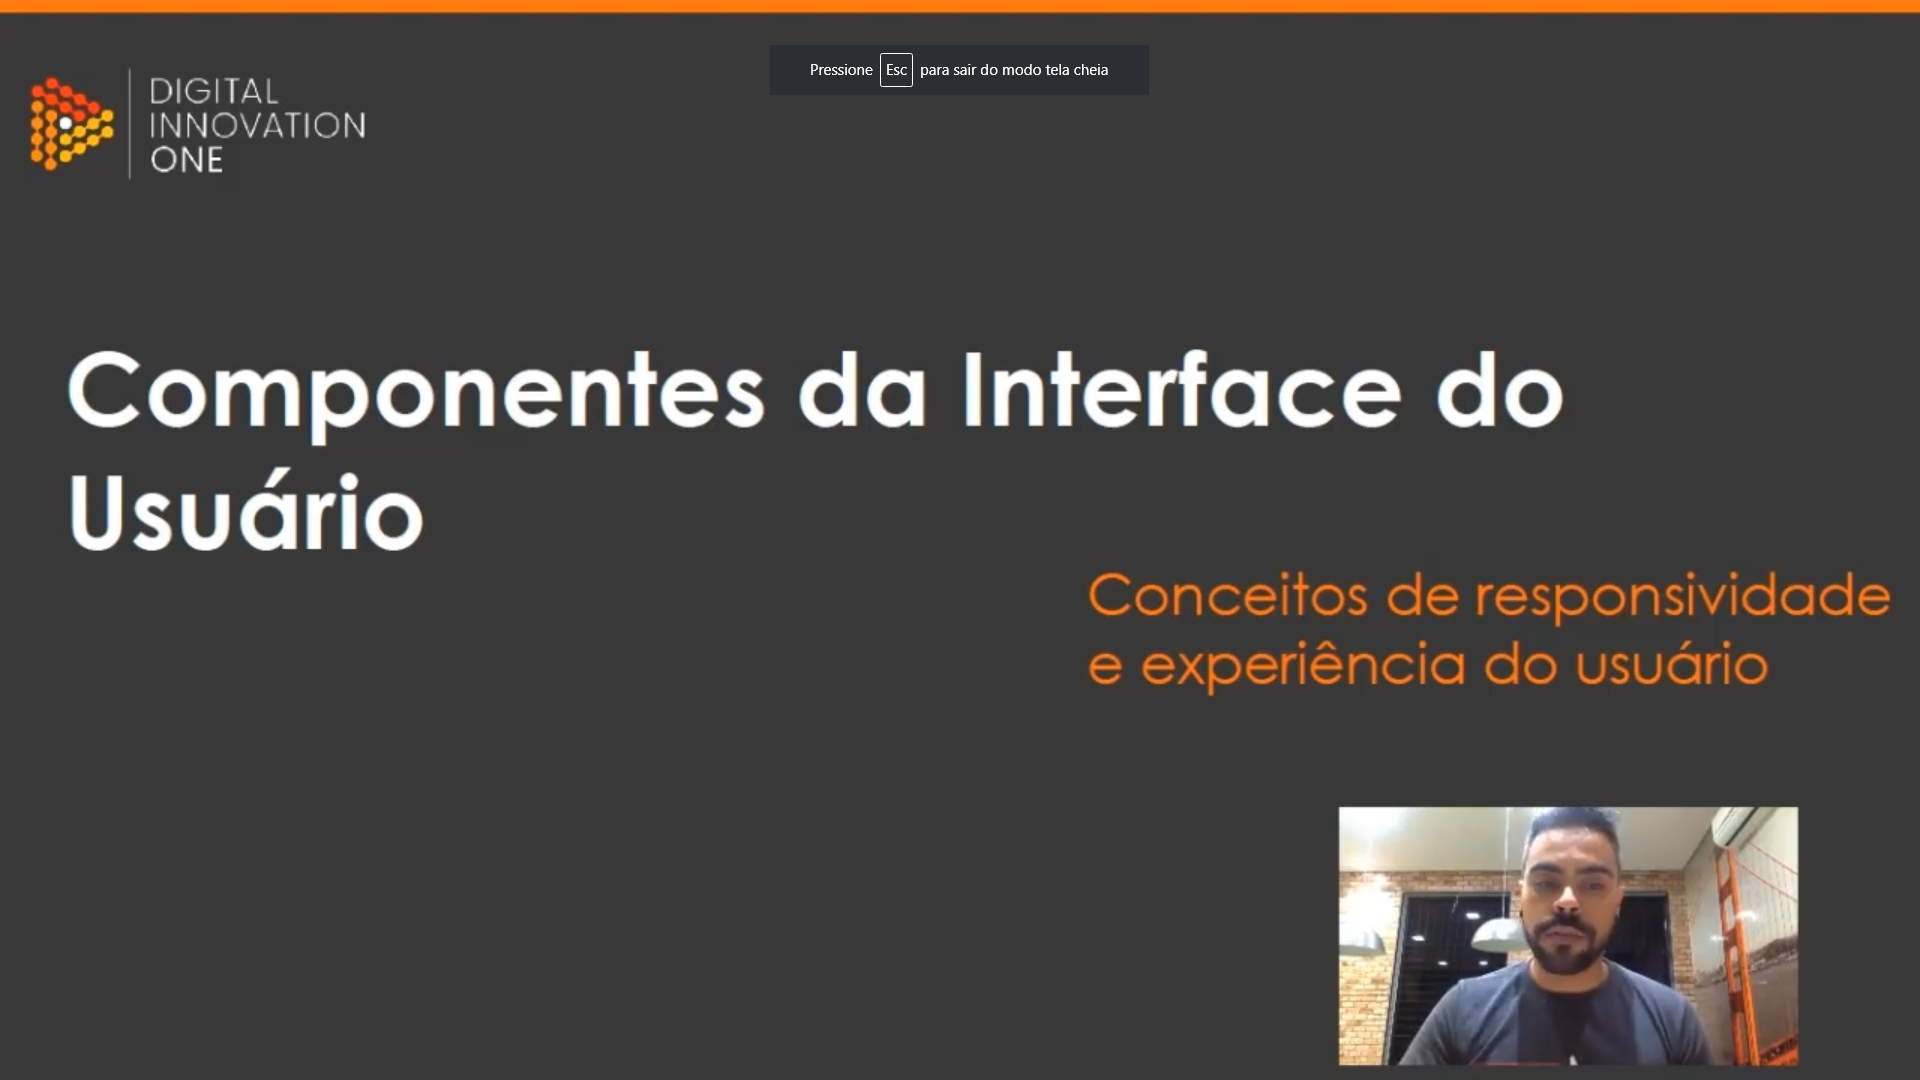 Pressione Esc para sair do modo tela cheia
DIGITAL
INNOVATION
ONE
Componentes da Interface do
Usuário
Conceitos de responsividade
e experiência do usuário